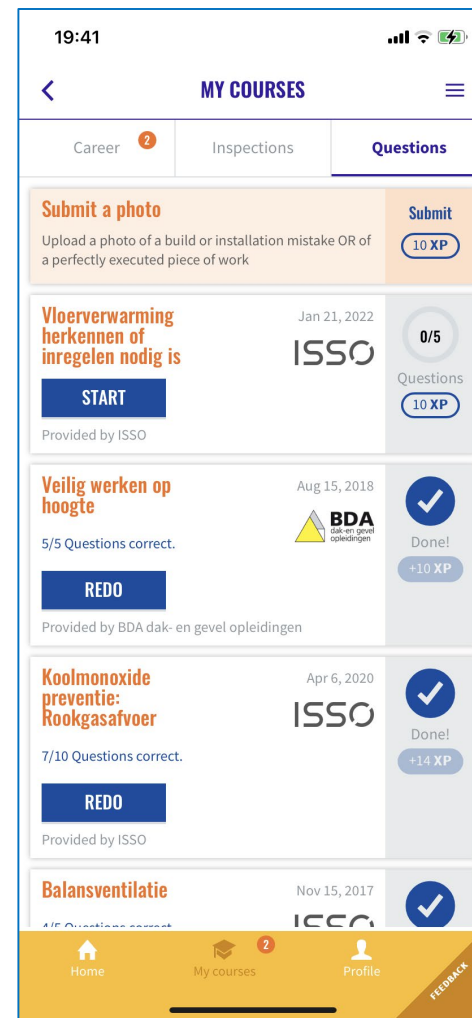 19:41
MY COURSES
Career 2
Inspections
Questions
Submit a photo
Upload a photo of a build or installation mistake OR of
a perfectly executed piece of work
Submit
10 XP
Vloerverwarming
herkennen of
inregelen nodig is
Jan 21, 2022
ISSO
START
Provided by ISSO
0/5
Questions
10 XP
Veilig werken op
hoogte
Aug 15, 2018
BDA
dak-en gevel
opleidingen
5/5 Questions correct.
REDO
Provided by BDA dak- en gevel opleidingen
Done!
+10 XP
Koolmonoxide
preventie:
Rookgasafvoer
Apr 6, 2020
ISSO
7/10 Questions correct.
REDO
Provided by ISSO
Done!
+14 XP
Balansventilatie
Nov 15, 2017
ISSO
4/5 Questions correct.
Home
My courses
2
Profile
FEEDBACK